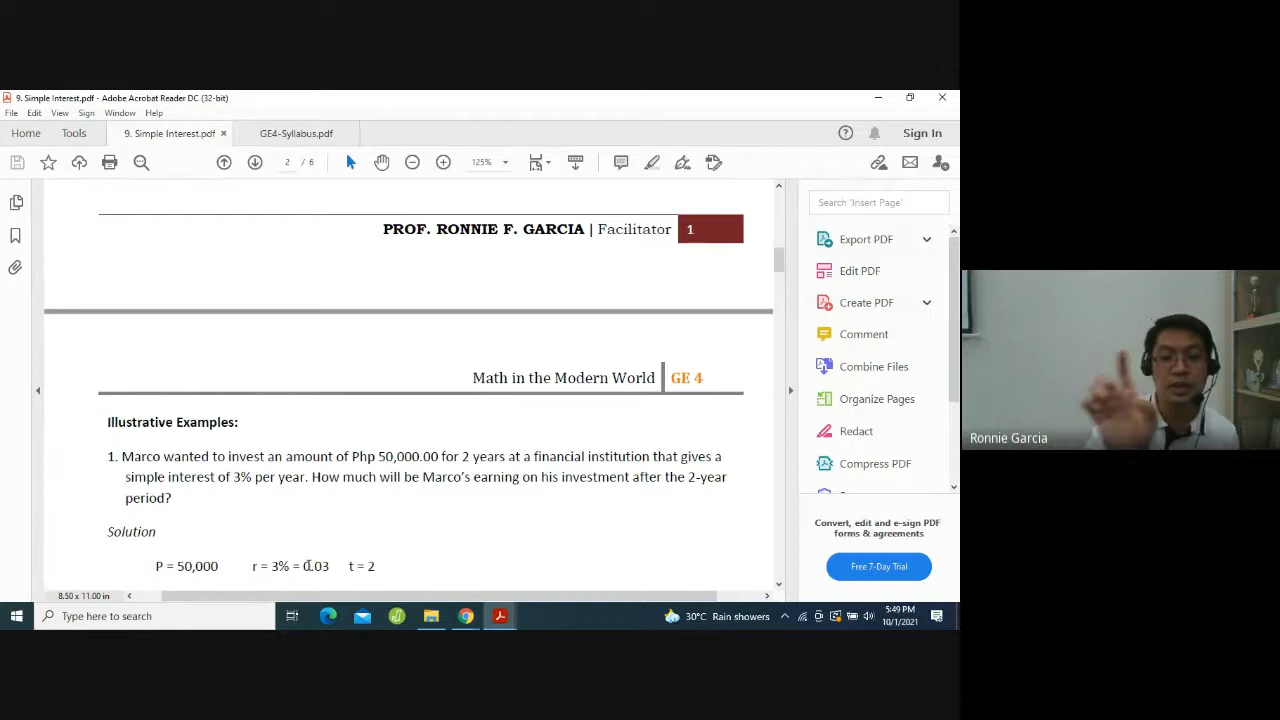 9. Simple Interest.pdf - Adobe Acrobat Reader DC (32-bit)
File Edit View Sign Window Help
Home Tools 9. Simple Interest.pdf × GE4-Syllabus.pdf Sign In
2 / 6 125%
PROF. RONNIE F. GARCIA | Facilitator 1
Math in the Modern World GE 4
Illustrative Examples:
1. Marco wanted to invest an amount of Php 50,000.00 for 2 years at a financial institution that gives a
simple interest of 3% per year. How much will be Marco's earning on his investment after the 2-year
period?
Solution
P = 50,000 r = 3% = 0.03 t = 2
8.50 x 11.00 in
Search 'Insert Page'
Export PDF
Edit PDF
Create PDF
Comment
Combine Files
Organize Pages
Redact
Compress PDF
Convert, edit and e-sign PDF
forms & agreements
Free 7-Day Trial
Ronnie Garcia
Type here to search
30°C Rain showers
5:49 PM
10/1/2021